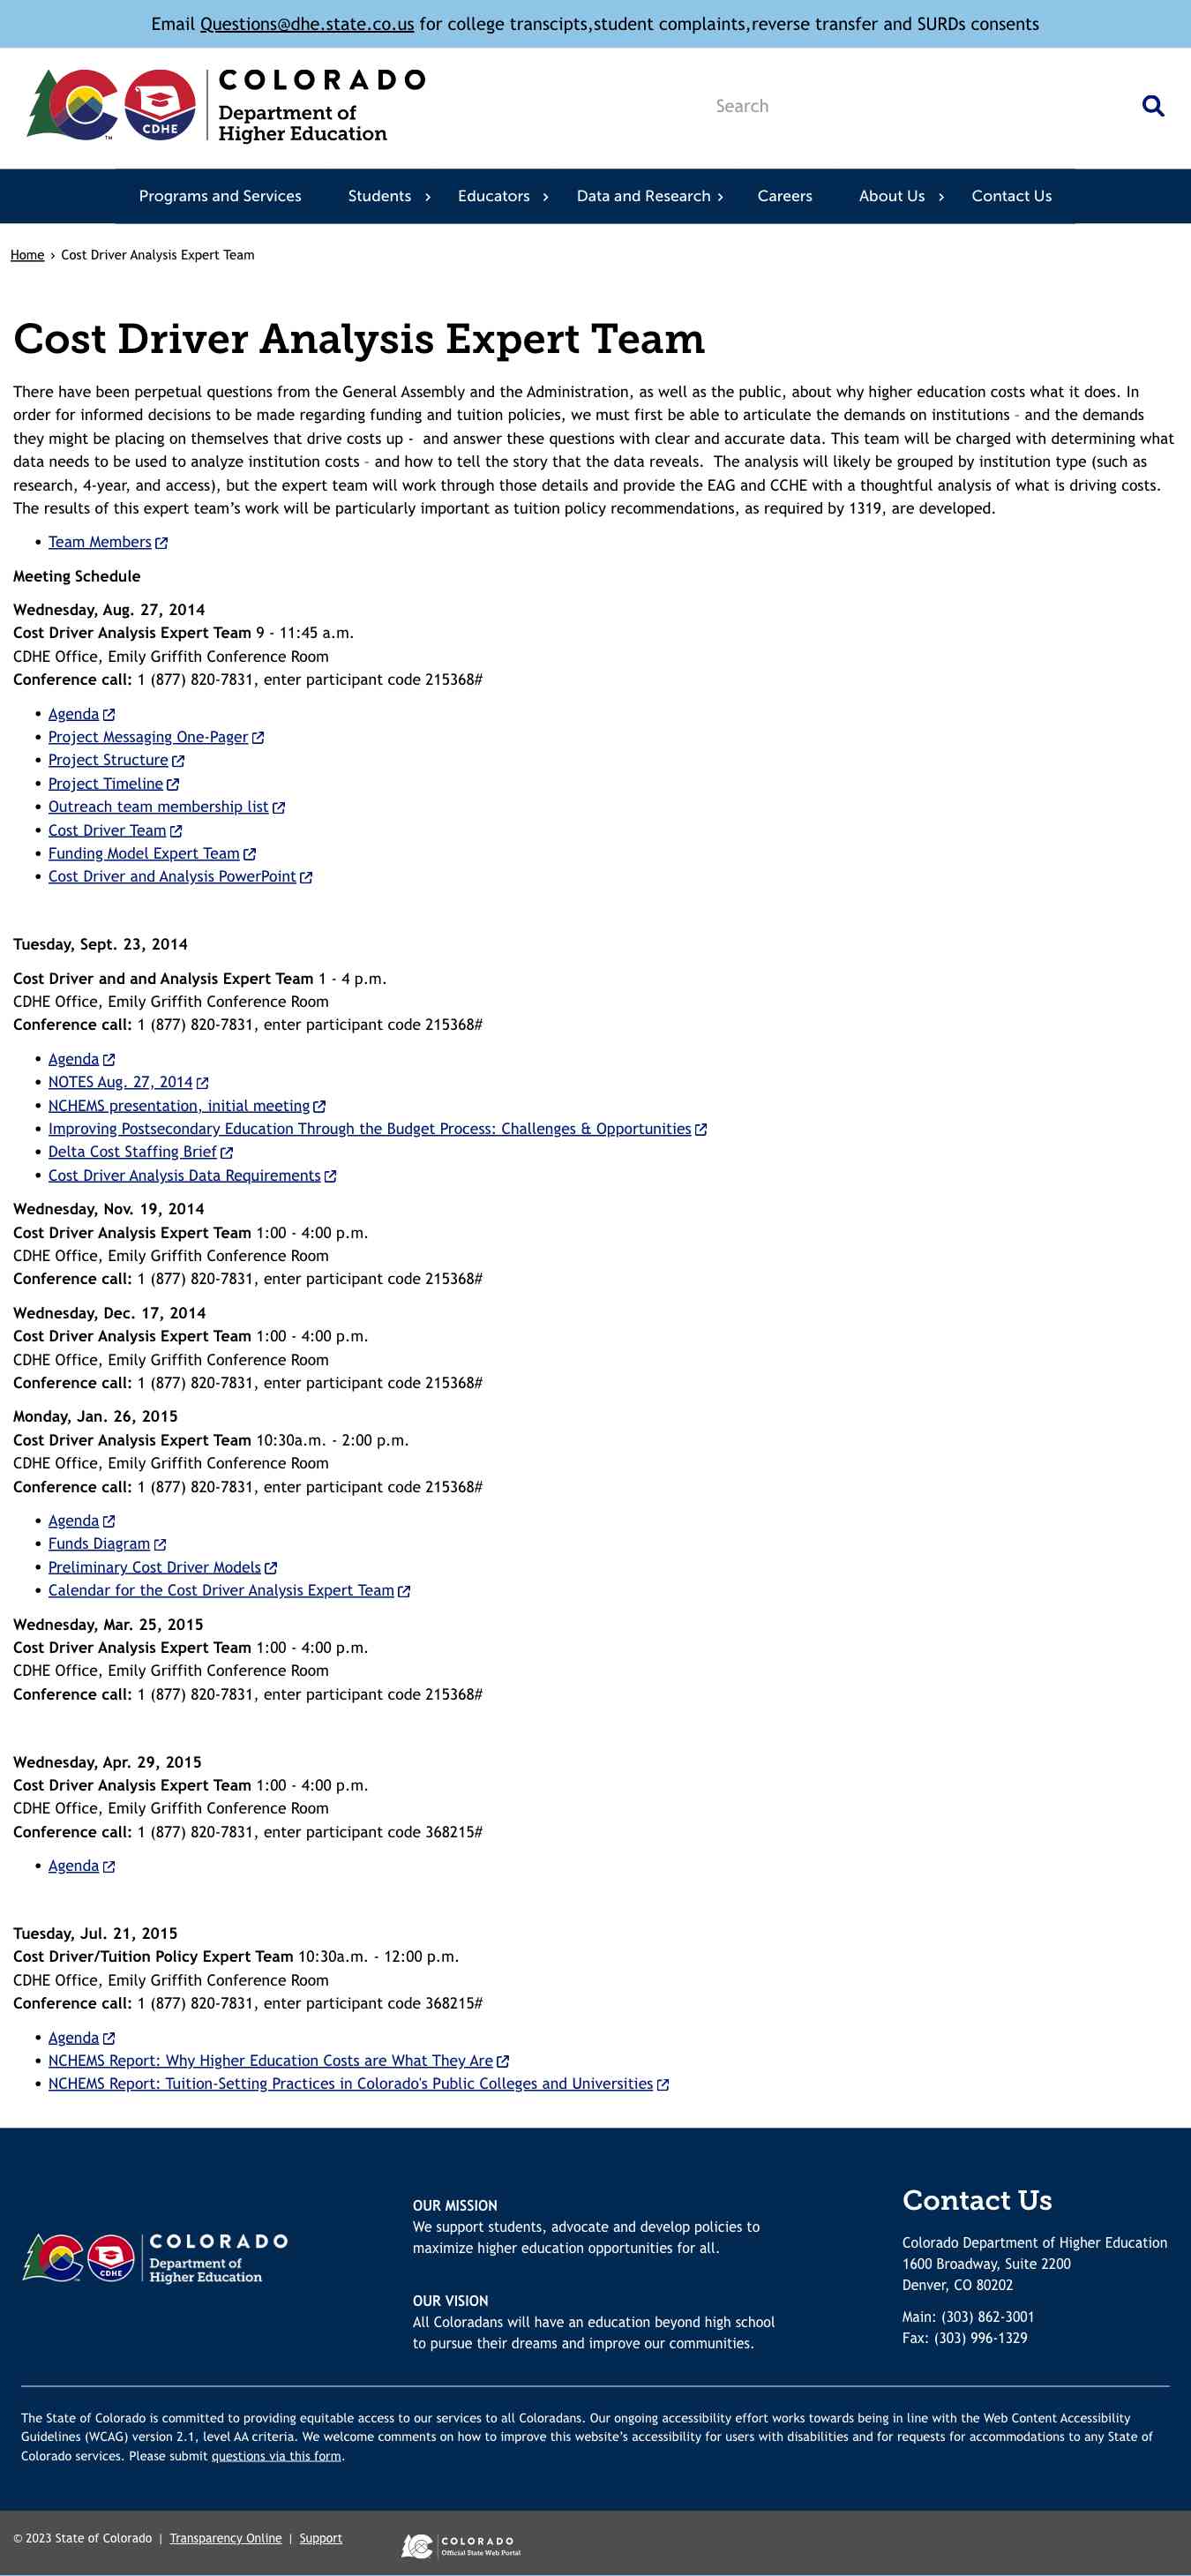 Email Questions@dhe.state.co.us for college transcipts,student complaints,reverse transfer and SURDs consents
COLORADO
Department of
Higher Education
CDHE
TM
Search
Programs and Services Students › Educators › Data and Research › Careers About Us › Contact Us
Home › Cost Driver Analysis Expert Team
Cost Driver Analysis Expert Team
There have been perpetual questions from the General Assembly and the Administration, as well as the public, about why higher education costs what it does. In
order for informed decisions to be made regarding funding and tuition policies, we must first be able to articulate the demands on institutions – and the demands
they might be placing on themselves that drive costs up - and answer these questions with clear and accurate data. This team will be charged with determining what
data needs to be used to analyze institution costs – and how to tell the story that the data reveals. The analysis will likely be grouped by institution type (such as
research, 4-year, and access), but the expert team will work through those details and provide the EAG and CCHE with a thoughtful analysis of what is driving costs.
The results of this expert team’s work will be particularly important as tuition policy recommendations, as required by 1319, are developed.
• Team Members
Meeting Schedule
Wednesday, Aug. 27, 2014
Cost Driver Analysis Expert Team 9 - 11:45 a.m.
CDHE Office, Emily Griffith Conference Room
Conference call: 1 (877) 820-7831, enter participant code 215368#
• Agenda
• Project Messaging One-Pager
• Project Structure
• Project Timeline
• Outreach team membership list
• Cost Driver Team
• Funding Model Expert Team
• Cost Driver and Analysis PowerPoint
Tuesday, Sept. 23, 2014
Cost Driver and and Analysis Expert Team 1 - 4 p.m.
CDHE Office, Emily Griffith Conference Room
Conference call: 1 (877) 820-7831, enter participant code 215368#
• Agenda
• NOTES Aug. 27, 2014
• NCHEMS presentation, initial meeting
• Improving Postsecondary Education Through the Budget Process: Challenges & Opportunities
• Delta Cost Staffing Brief
• Cost Driver Analysis Data Requirements
Wednesday, Nov. 19, 2014
Cost Driver Analysis Expert Team 1:00 - 4:00 p.m.
CDHE Office, Emily Griffith Conference Room
Conference call: 1 (877) 820-7831, enter participant code 215368#
Wednesday, Dec. 17, 2014
Cost Driver Analysis Expert Team 1:00 - 4:00 p.m.
CDHE Office, Emily Griffith Conference Room
Conference call: 1 (877) 820-7831, enter participant code 215368#
Monday, Jan. 26, 2015
Cost Driver Analysis Expert Team 10:30a.m. - 2:00 p.m.
CDHE Office, Emily Griffith Conference Room
Conference call: 1 (877) 820-7831, enter participant code 215368#
• Agenda
• Funds Diagram
• Preliminary Cost Driver Models
• Calendar for the Cost Driver Analysis Expert Team
Wednesday, Mar. 25, 2015
Cost Driver Analysis Expert Team 1:00 - 4:00 p.m.
CDHE Office, Emily Griffith Conference Room
Conference call: 1 (877) 820-7831, enter participant code 215368#
Wednesday, Apr. 29, 2015
Cost Driver Analysis Expert Team 1:00 - 4:00 p.m.
CDHE Office, Emily Griffith Conference Room
Conference call: 1 (877) 820-7831, enter participant code 368215#
• Agenda
Tuesday, Jul. 21, 2015
Cost Driver/Tuition Policy Expert Team 10:30a.m. - 12:00 p.m.
CDHE Office, Emily Griffith Conference Room
Conference call: 1 (877) 820-7831, enter participant code 368215#
• Agenda
• NCHEMS Report: Why Higher Education Costs are What They Are
• NCHEMS Report: Tuition-Setting Practices in Colorado's Public Colleges and Universities
COLORADO
Department of
Higher Education
CDHE
OUR MISSION
We support students, advocate and develop policies to
maximize higher education opportunities for all.
OUR VISION
All Coloradans will have an education beyond high school
to pursue their dreams and improve our communities.
Contact Us
Colorado Department of Higher Education
1600 Broadway, Suite 2200
Denver, CO 80202
Main: (303) 862-3001
Fax: (303) 996-1329
The State of Colorado is committed to providing equitable access to our services to all Coloradans. Our ongoing accessibility effort works towards being in line with the Web Content Accessibility
Guidelines (WCAG) version 2.1, level AA criteria. We welcome comments on how to improve this website’s accessibility for users with disabilities and for requests for accommodations to any State of
Colorado services. Please submit questions via this form.
© 2023 State of Colorado | Transparency Online | Support
COLORADO
Official State Web Portal